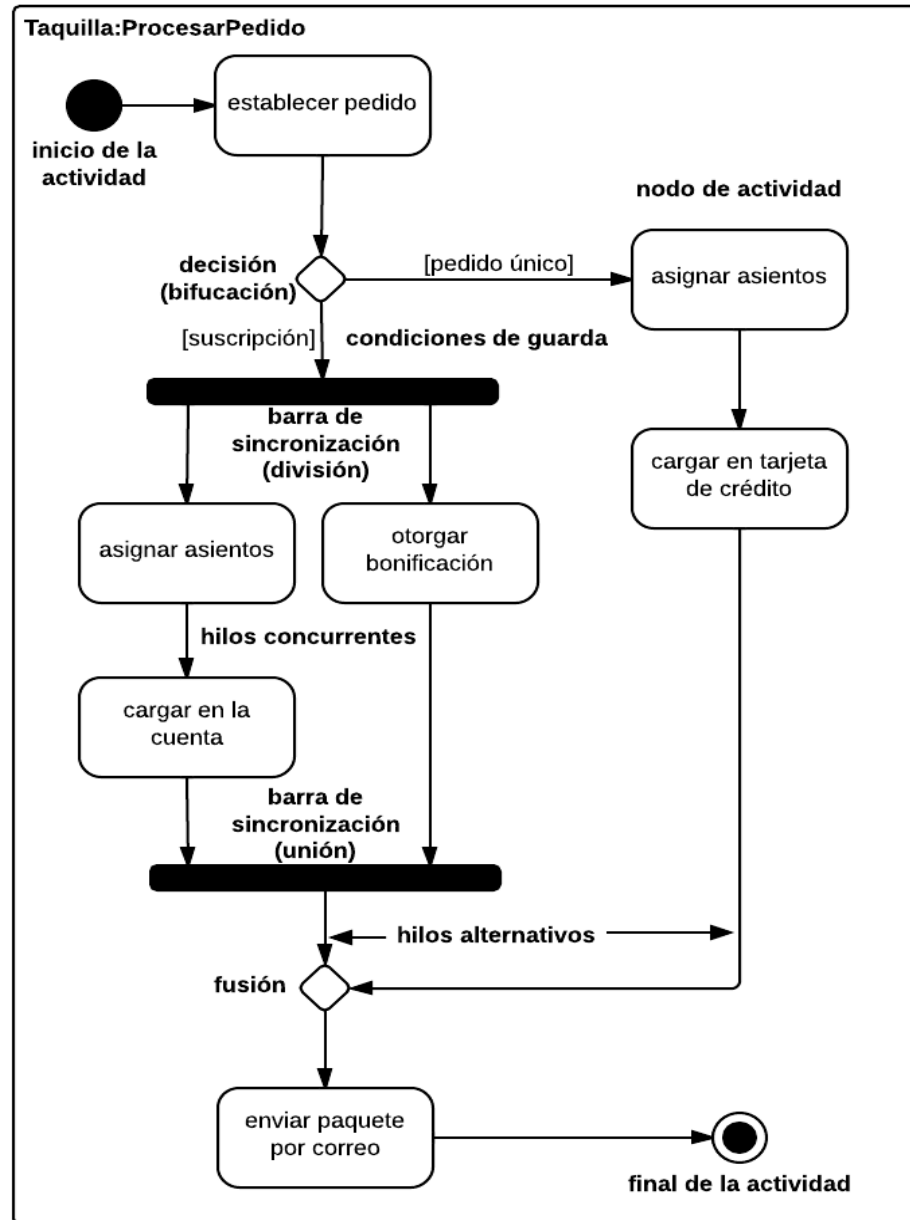 Taquilla:ProcesarPedido
establecer pedido
inicio de la
actividad
nodo de actividad
decisión
(bifucación)
[pedido único]
asignar asientos
[suscripción]
condiciones de guarda
barra de
sincronización
(división)
cargar en tarjeta
de crédito
asignar asientos
otorgar
bonificación
hilos concurrentes
cargar en la
cuenta
barra de
sincronización
(unión)
hilos alternativos
fusión
enviar paquete
por correo
final de la actividad